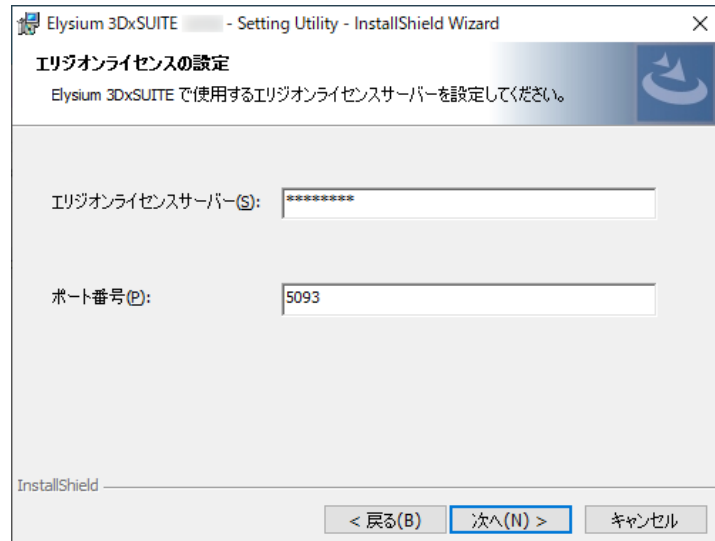 Elysium 3DxSUITE - Setting Utility - InstallShield Wizard
エリジオンライセンスの設定
Elysium 3DxSUITE で使用するエリジオンライセンスサーバーを設定してください。
エリジオンライセンスサーバー(S): ********
ポート番号(P): 5093
InstallShield
< 戻る(B) 次へ(N) > キャンセル